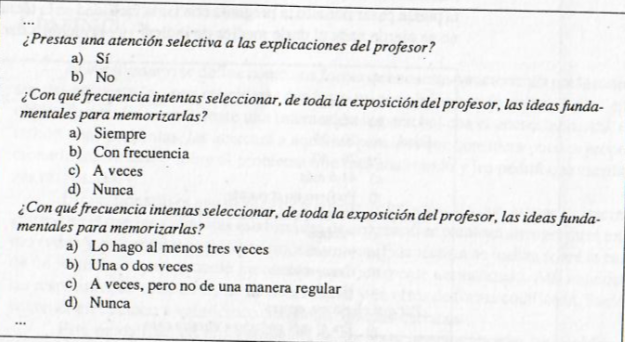 ...
¿Prestas una atención selectiva a las explicaciones del profesor?
a) Sí
b) No
¿Con qué frecuencia intentas seleccionar, de toda la exposición del profesor, las ideas funda-
mentales para memorizarlas?
a) Siempre
b) Con frecuencia
c) A veces
d) Nunca
¿Con qué frecuencia intentas seleccionar, de toda la exposición del profesor, las ideas funda-
mentales para memorizarlas?
a) Lo hago al menos tres veces
b) Una o dos veces
c) A veces, pero no de una manera regular
d) Nunca
...